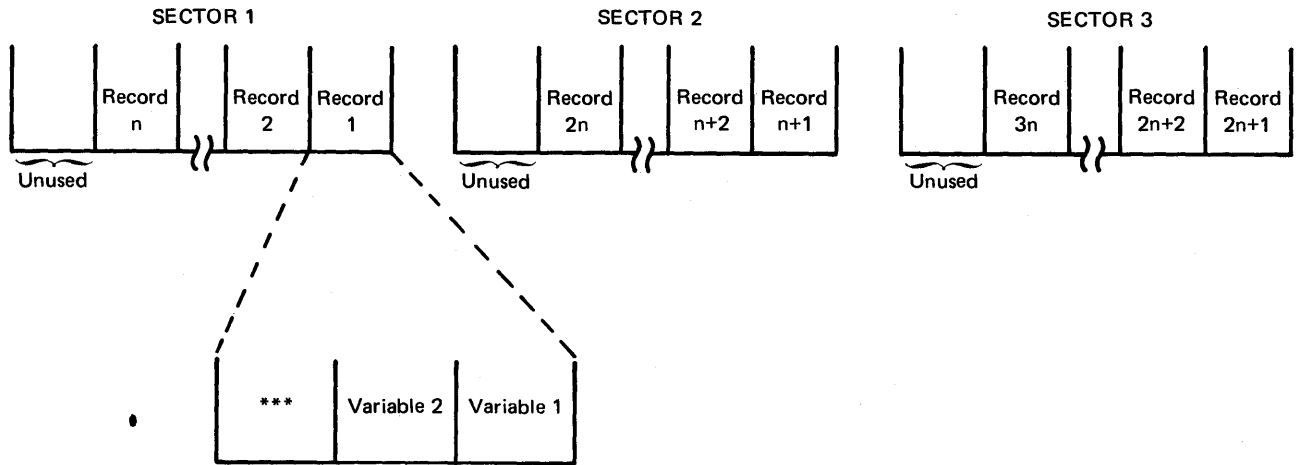 SECTOR 1
SECTOR 2
SECTOR 3
Record
n
Record
2
Record
1
Record
2n
Record
n+2
Record
n+1
Record
3n
Record
2n+2
Record
2n+1
Unused
Unused
Unused
***
Variable 2
Variable 1